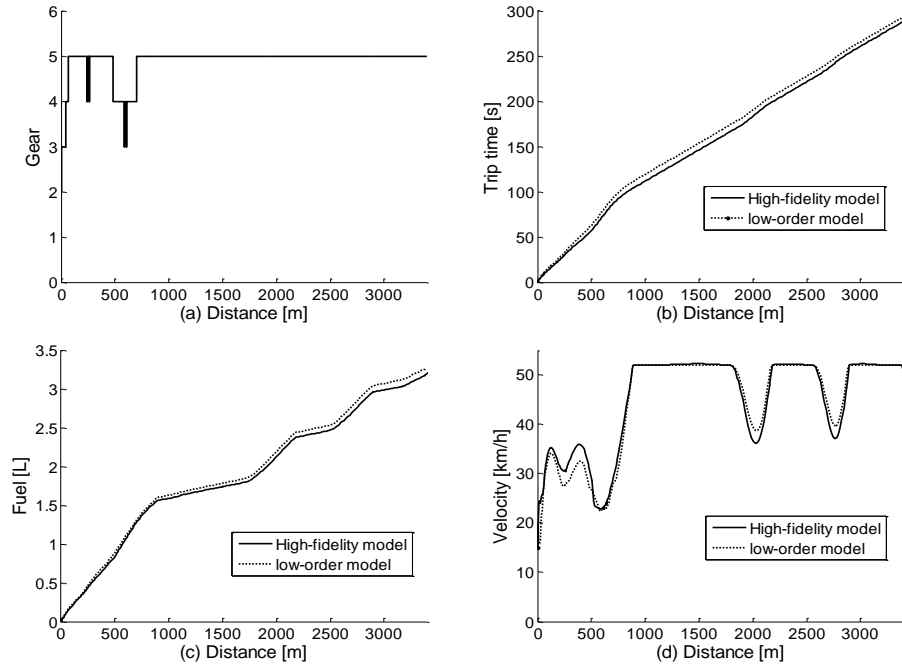 6
5
4
3
2
1
0
Gear
0 500 1000 1500 2000 2500 3000
(a) Distance [m]
300
250
200
150
100
50
0
Trip time [s]
High-fidelity model
low-order model
0 500 1000 1500 2000 2500 3000
(b) Distance [m]
3.5
3
2.5
2
1.5
1
0.5
0
Fuel [L]
High-fidelity model
low-order model
0 500 1000 1500 2000 2500 3000
(c) Distance [m]
50
40
30
20
10
0
Velocity [km/h]
High-fidelity model
low-order model
0 500 1000 1500 2000 2500 3000
(d) Distance [m]